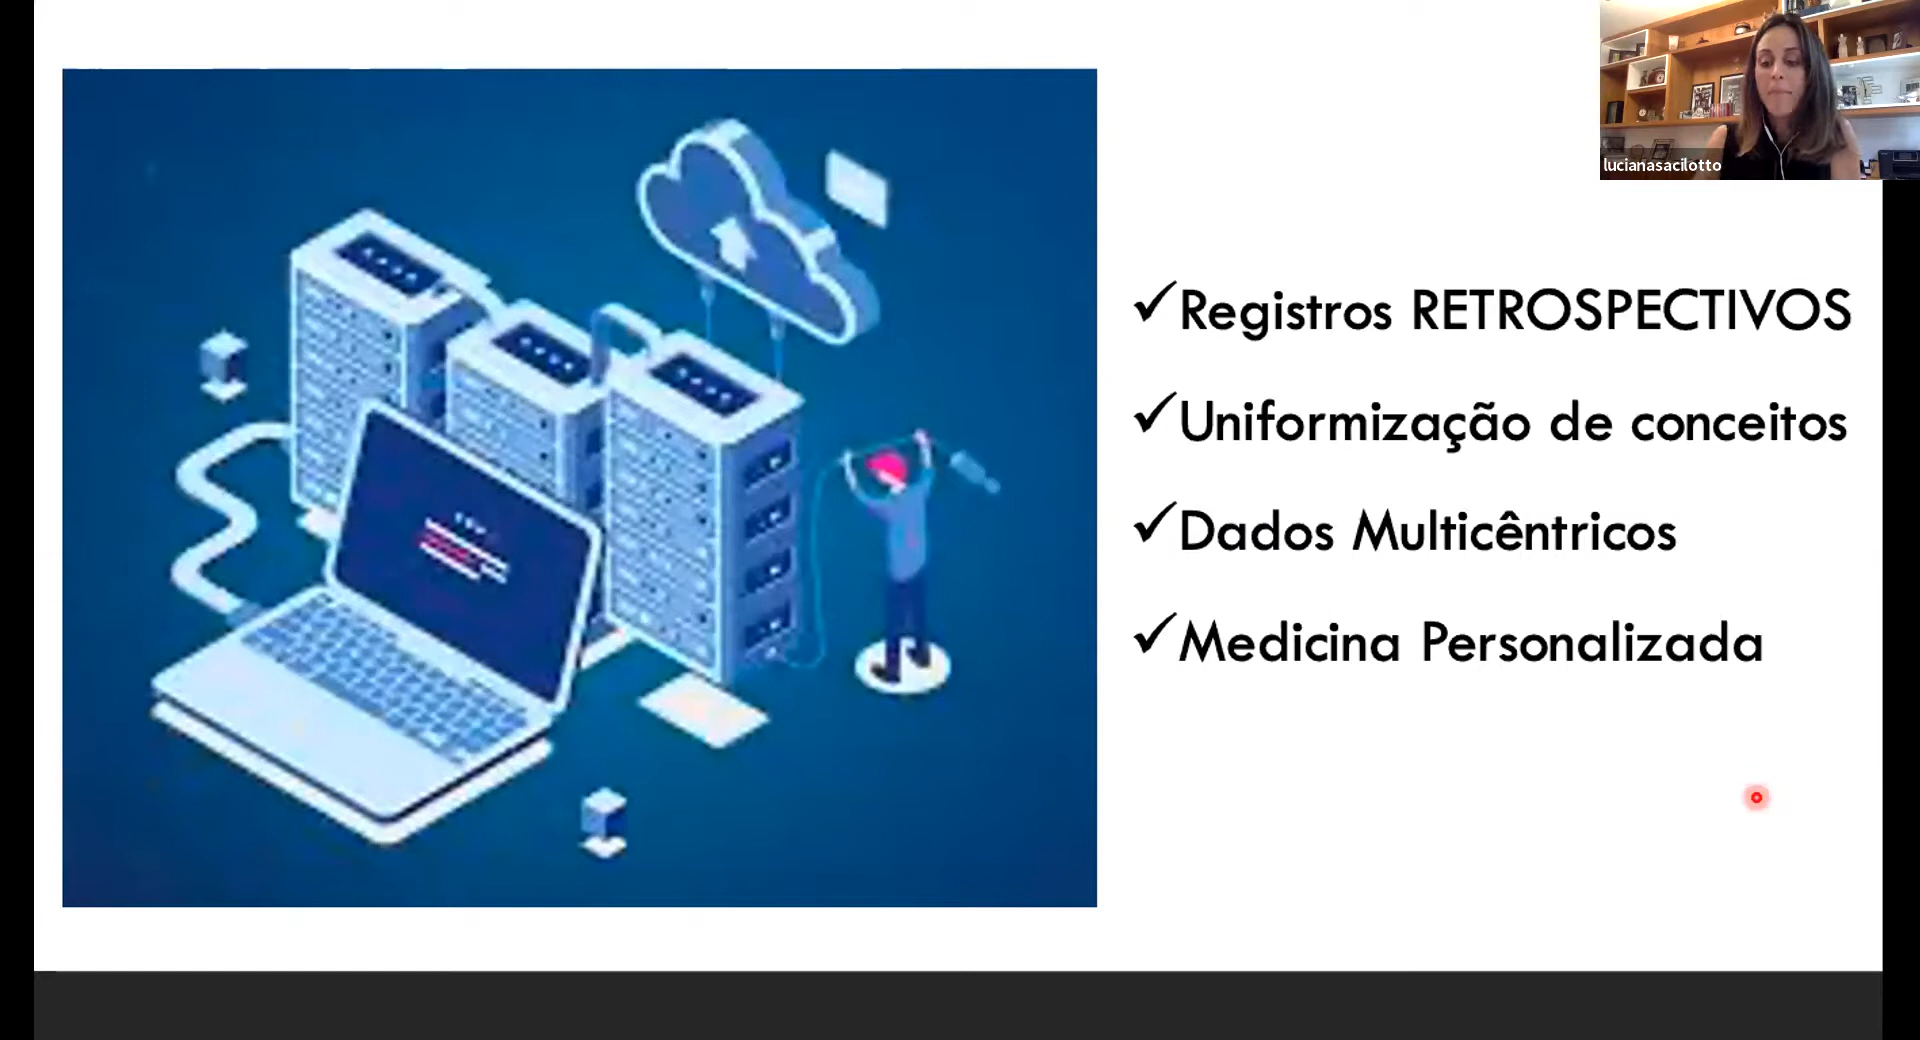 lucianasacilotto
✓Registros RETROSPECTIVOS
✓Uniformização de conceitos
✓Dados Multicêntricos
✓Medicina Personalizada